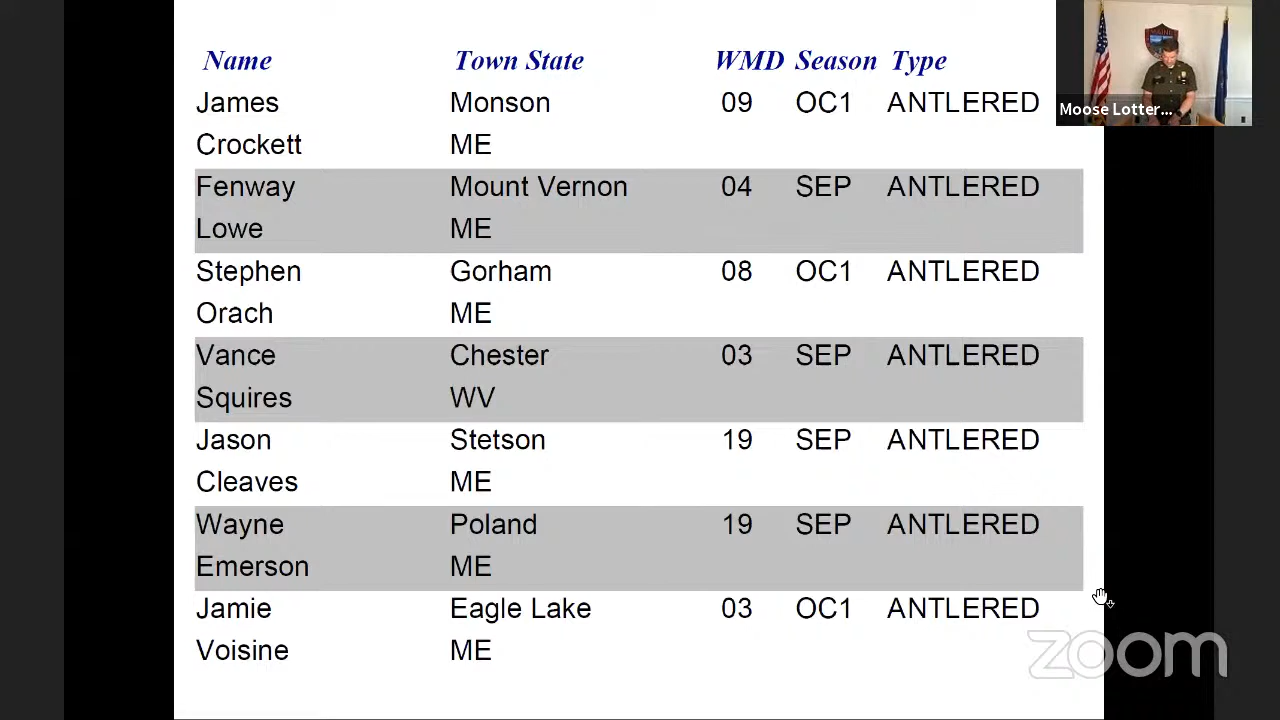 Name Town State WMD Season Type
James Monson 09 OC1 ANTLERED
Crockett ME
Fenway Mount Vernon 04 SEP ANTLERED
Lowe ME
Stephen Gorham 08 OC1 ANTLERED
Orach ME
Vance Chester 03 SEP ANTLERED
Squires WV
Jason Stetson 19 SEP ANTLERED
Cleaves ME
Wayne Poland 19 SEP ANTLERED
Emerson ME
Jamie Eagle Lake 03 OC1 ANTLERED
Voisine ME
MAINE
Moose Lotter...
zoom